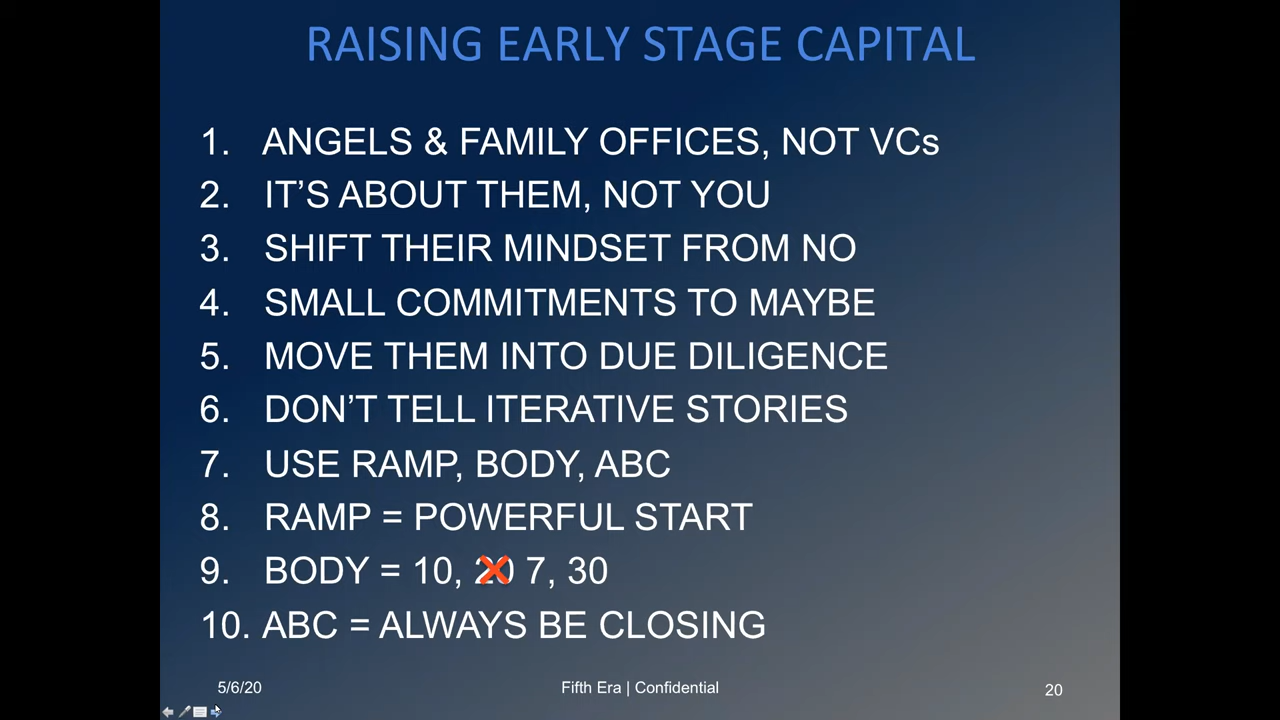 RAISING EARLY STAGE CAPITAL
1. ANGELS & FAMILY OFFICES, NOT VCs
2. IT’S ABOUT THEM, NOT YOU
3. SHIFT THEIR MINDSET FROM NO
4. SMALL COMMITMENTS TO MAYBE
5. MOVE THEM INTO DUE DILIGENCE
6. DON’T TELL ITERATIVE STORIES
7. USE RAMP, BODY, ABC
8. RAMP = POWERFUL START
9. BODY = 10, 20 7, 30
10. ABC = ALWAYS BE CLOSING
5/6/20 Fifth Era | Confidential 20